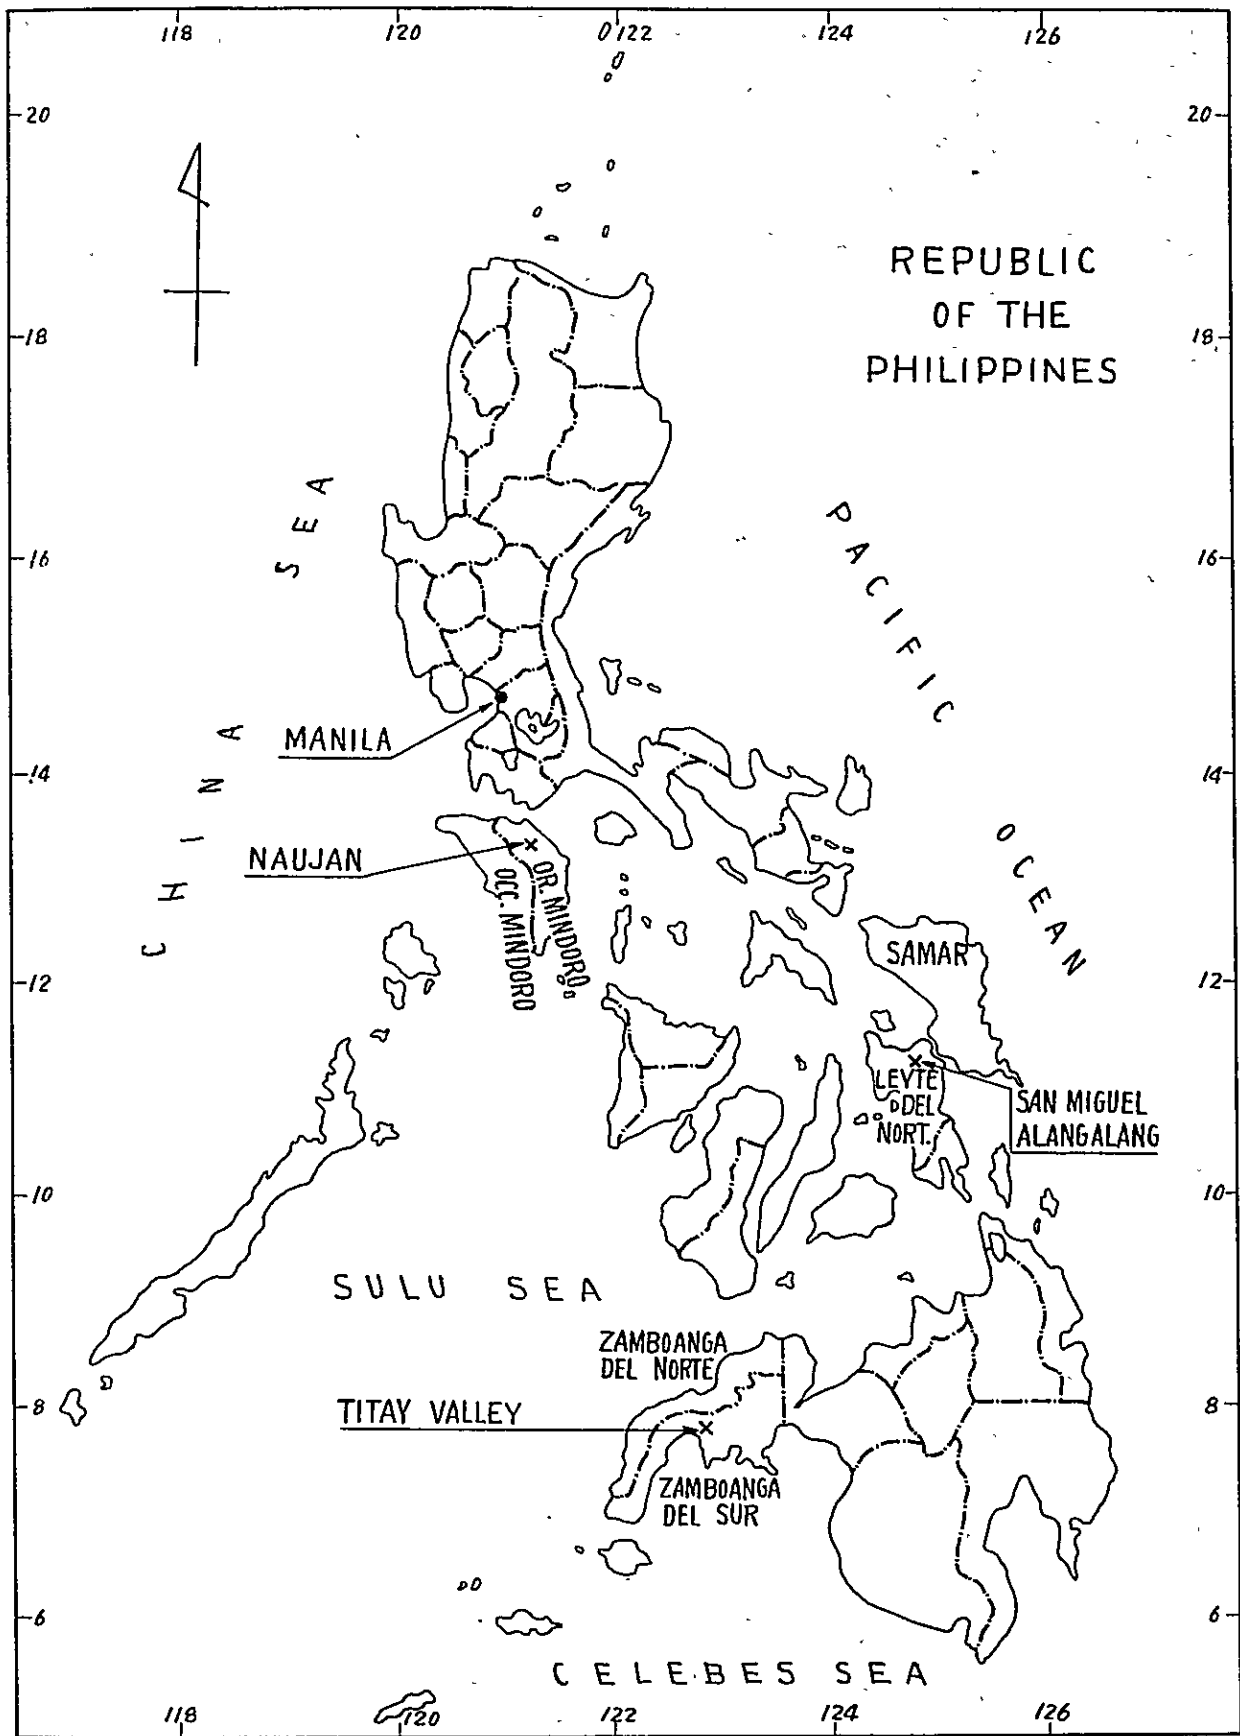 118 120 122 124 126
20 20
REPUBLIC
OF THE
PHILIPPINES
18 18
CHINA SEA
PACIFIC OCEAN
16 16
MANILA
14 14
NAUJAN
OCC. MINDORO
OR. MINDORO
SAMAR
12 12
LEYTE
DEL
NORT.
SAN MIGUEL
ALANGALANG
10 10
SULU SEA
ZAMBOANGA
DEL NORTE
TITAY VALLEY
8 8
ZAMBOANGA
DEL SUR
6 6
CELEBES SEA
118 120 122 124 126